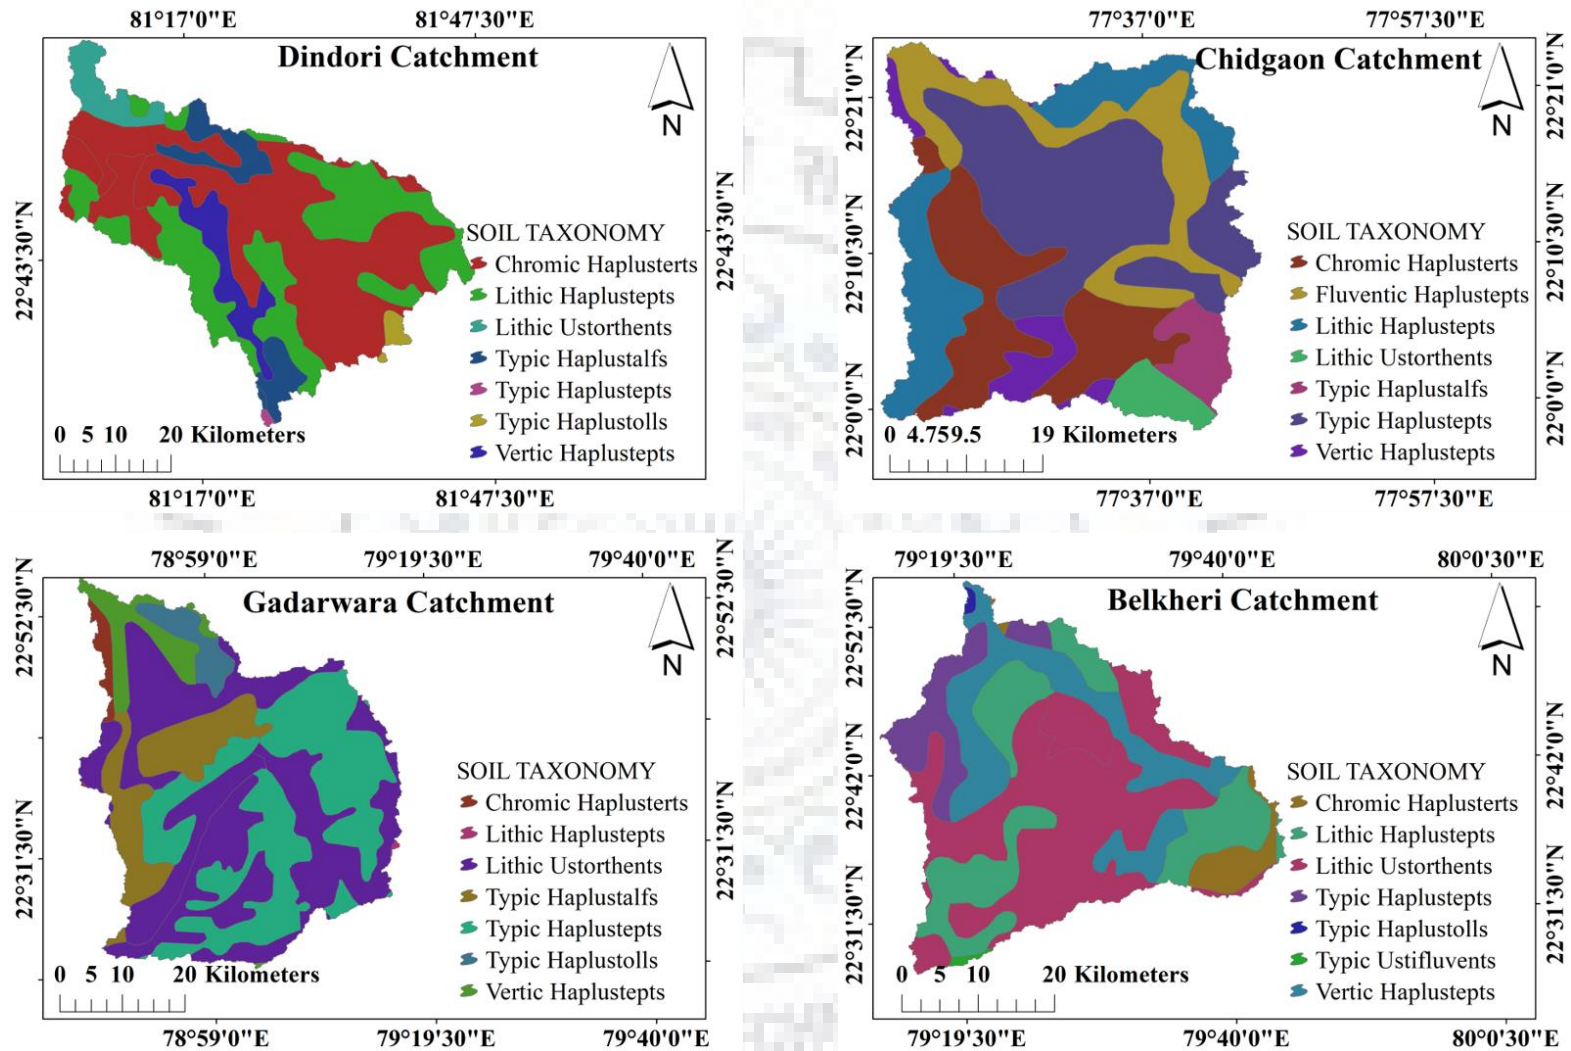 81°17'0"E 81°47'30"E
Dindori Catchment
N
22°43'30"N
22°43'30"N
SOIL TAXONOMY
Chromic Haplusterts
Lithic Haplustepts
Lithic Ustorthents
Typic Haplustalfs
Typic Haplustepts
Typic Haplustolls
Vertic Haplustepts
0 5 10 20 Kilometers
81°17'0"E 81°47'30"E
77°37'0"E 77°57'30"E
Chidgaon Catchment
N
22°21'0"N
22°10'30"N
22°0'0"N
22°21'0"N
22°10'30"N
22°0'0"N
SOIL TAXONOMY
Chromic Haplusterts
Fluventic Haplustepts
Lithic Haplustepts
Lithic Ustorthents
Typic Haplustalfs
Typic Haplustepts
Vertic Haplustepts
0 4.759.5 19 Kilometers
77°37'0"E 77°57'30"E
78°59'0"E 79°19'30"E 79°40'0"E
Gadarwara Catchment
N
22°52'30"N
22°31'30"N
22°52'30"N
22°31'30"N
SOIL TAXONOMY
Chromic Haplusterts
Lithic Haplustepts
Lithic Ustorthents
Typic Haplustalfs
Typic Haplustepts
Typic Haplustolls
Vertic Haplustepts
0 5 10 20 Kilometers
78°59'0"E 79°19'30"E 79°40'0"E
79°19'30"E 79°40'0"E 80°0'30"E
Belkheri Catchment
N
22°52'30"N
22°42'0"N
22°31'30"N
22°52'30"N
22°42'0"N
22°31'30"N
SOIL TAXONOMY
Chromic Haplusterts
Lithic Haplustepts
Lithic Ustorthents
Typic Haplustepts
Typic Haplustolls
Typic Ustifluvents
Vertic Haplustepts
0 5 10 20 Kilometers
79°19'30"E 79°40'0"E 80°0'30"E